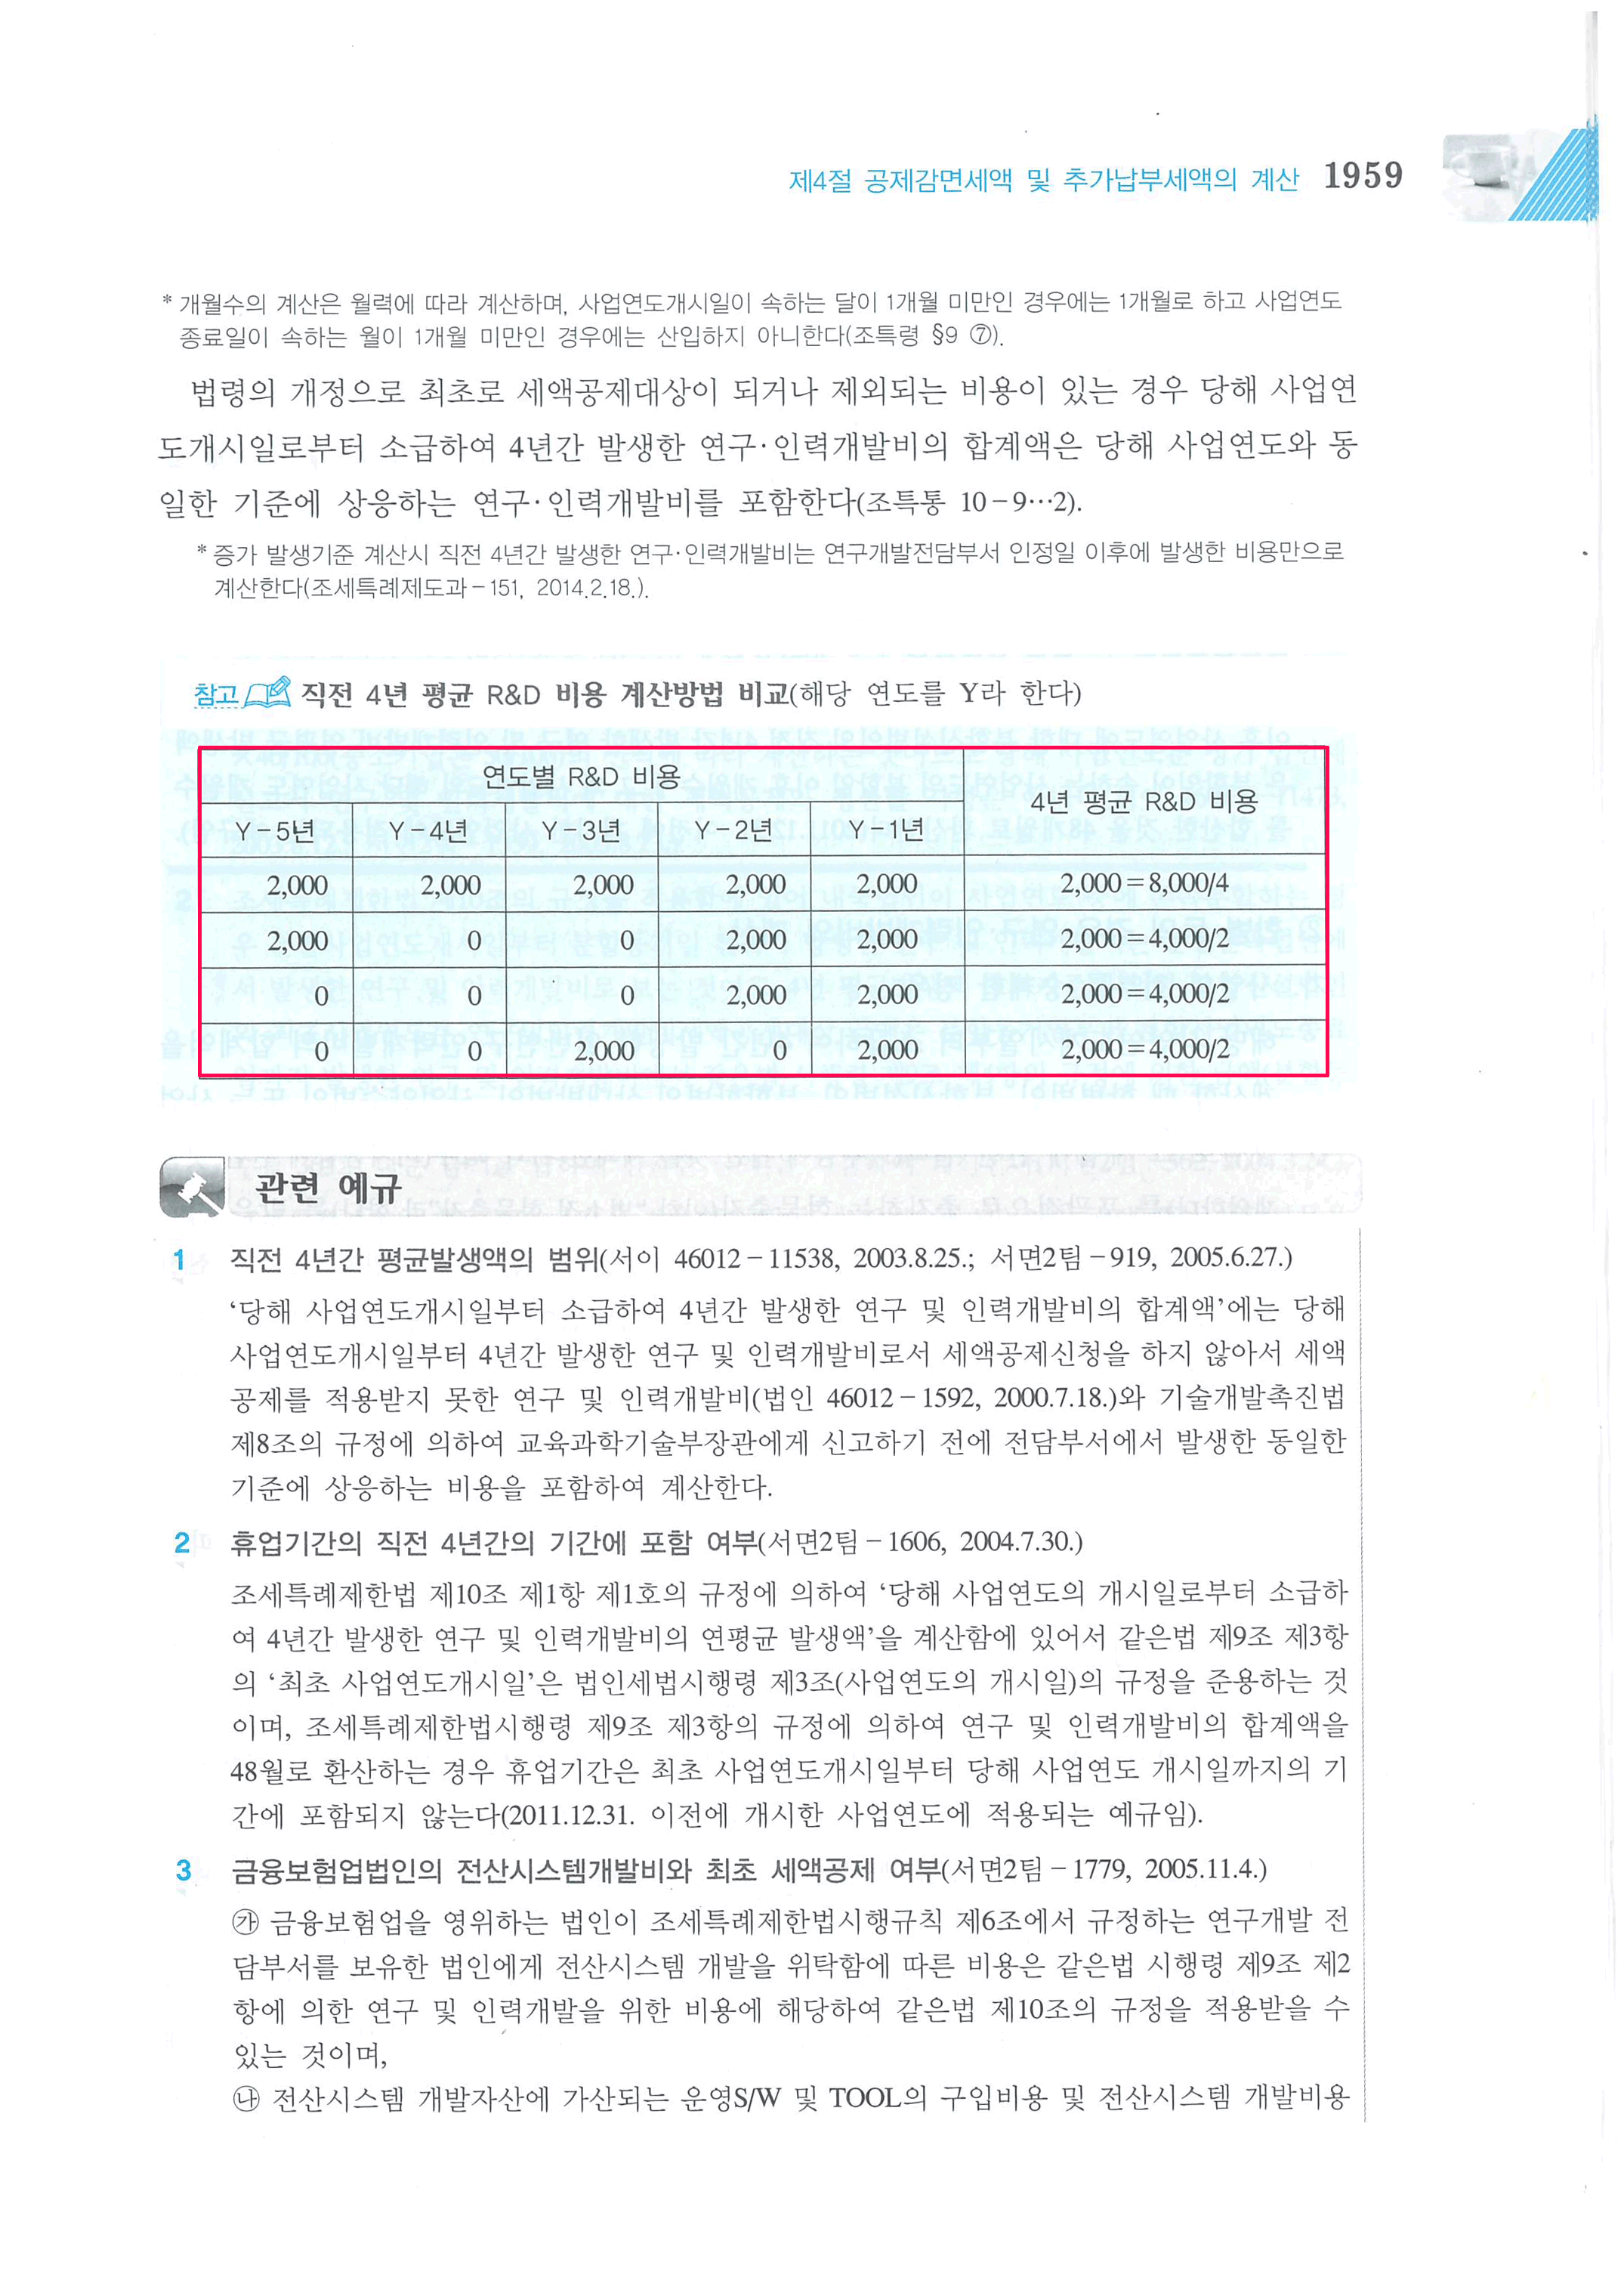 제4절 공제감면세액 및 추가납부세액의 계산 1959
* 개월수의 계산은 월력에 따라 계산하며, 사업연도개시일이 속하는 달이 1개월 미만인 경우에는 1개월로 하고 사업연도
종료일이 속하는 월이 1개월 미만인 경우에는 산입하지 아니한다(조특령 §9 ⑦).
법령의 개정으로 최초로 세액공제대상이 되거나 제외되는 비용이 있는 경우 당해 사업연
도개시일로부터 소급하여 4년간 발생한 연구·인력개발비의 합계액은 당해 사업연도와 동
일한 기준에 상응하는 연구·인력개발비를 포함한다(조특통 10-9…2).
* 증가 발생기준 계산시 직전 4년간 발생한 연구·인력개발비는 연구개발전담부서 인정일 이후에 발생한 비용만으로
계산한다(조세특례제도과-151, 2014.2.18.).
참고 직전 4년 평균 R&D 비용 계산방법 비교(해당 연도를 Y라 한다)
연도별 R&D 비용 4년 평균 R&D 비용
Y-5년 Y-4년 Y-3년 Y-2년 Y-1년
2,000 2,000 2,000 2,000 2,000 2,000=8,000/4
2,000 0 0 2,000 2,000 2,000=4,000/2
0 0 0 2,000 2,000 2,000=4,000/2
0 0 2,000 0 2,000 2,000=4,000/2
관련 예규
1 직전 4년간 평균발생액의 범위(서이 46012-11538, 2003.8.25.; 서면2팀-919, 2005.6.27.)
‘당해 사업연도개시일부터 소급하여 4년간 발생한 연구 및 인력개발비의 합계액’에는 당해
사업연도개시일부터 4년간 발생한 연구 및 인력개발비로서 세액공제신청을 하지 않아서 세액
공제를 적용받지 못한 연구 및 인력개발비(법인 46012-1592, 2000.7.18.)와 기술개발촉진법
제8조의 규정에 의하여 교육과학기술부장관에게 신고하기 전에 전담부서에서 발생한 동일한
기준에 상응하는 비용을 포함하여 계산한다.
2 휴업기간의 직전 4년간의 기간에 포함 여부(서면2팀-1606, 2004.7.30.)
조세특례제한법 제10조 제1항 제1호의 규정에 의하여 ‘당해 사업연도의 개시일로부터 소급하
여 4년간 발생한 연구 및 인력개발비의 연평균 발생액’을 계산함에 있어서 같은법 제9조 제3항
의 ‘최초 사업연도개시일’은 법인세법시행령 제3조(사업연도의 개시일)의 규정을 준용하는 것
이며, 조세특례제한법시행령 제9조 제3항의 규정에 의하여 연구 및 인력개발비의 합계액을
48월로 환산하는 경우 휴업기간은 최초 사업연도개시일부터 당해 사업연도 개시일까지의 기
간에 포함되지 않는다(2011.12.31. 이전에 개시한 사업연도에 적용되는 예규임).
3 금융보험업법인의 전산시스템개발비와 최초 세액공제 여부(서면2팀-1779, 2005.11.4.)
㉮ 금융보험업을 영위하는 법인이 조세특례제한법시행규칙 제6조에서 규정하는 연구개발 전
담부서를 보유한 법인에게 전산시스템 개발을 위탁함에 따른 비용은 같은법 시행령 제9조 제2
항에 의한 연구 및 인력개발을 위한 비용에 해당하여 같은법 제10조의 규정을 적용받을 수
있는 것이며,
㉯ 전산시스템 개발자산에 가산되는 운영S/W 및 TOOL의 구입비용 및 전산시스템 개발비용